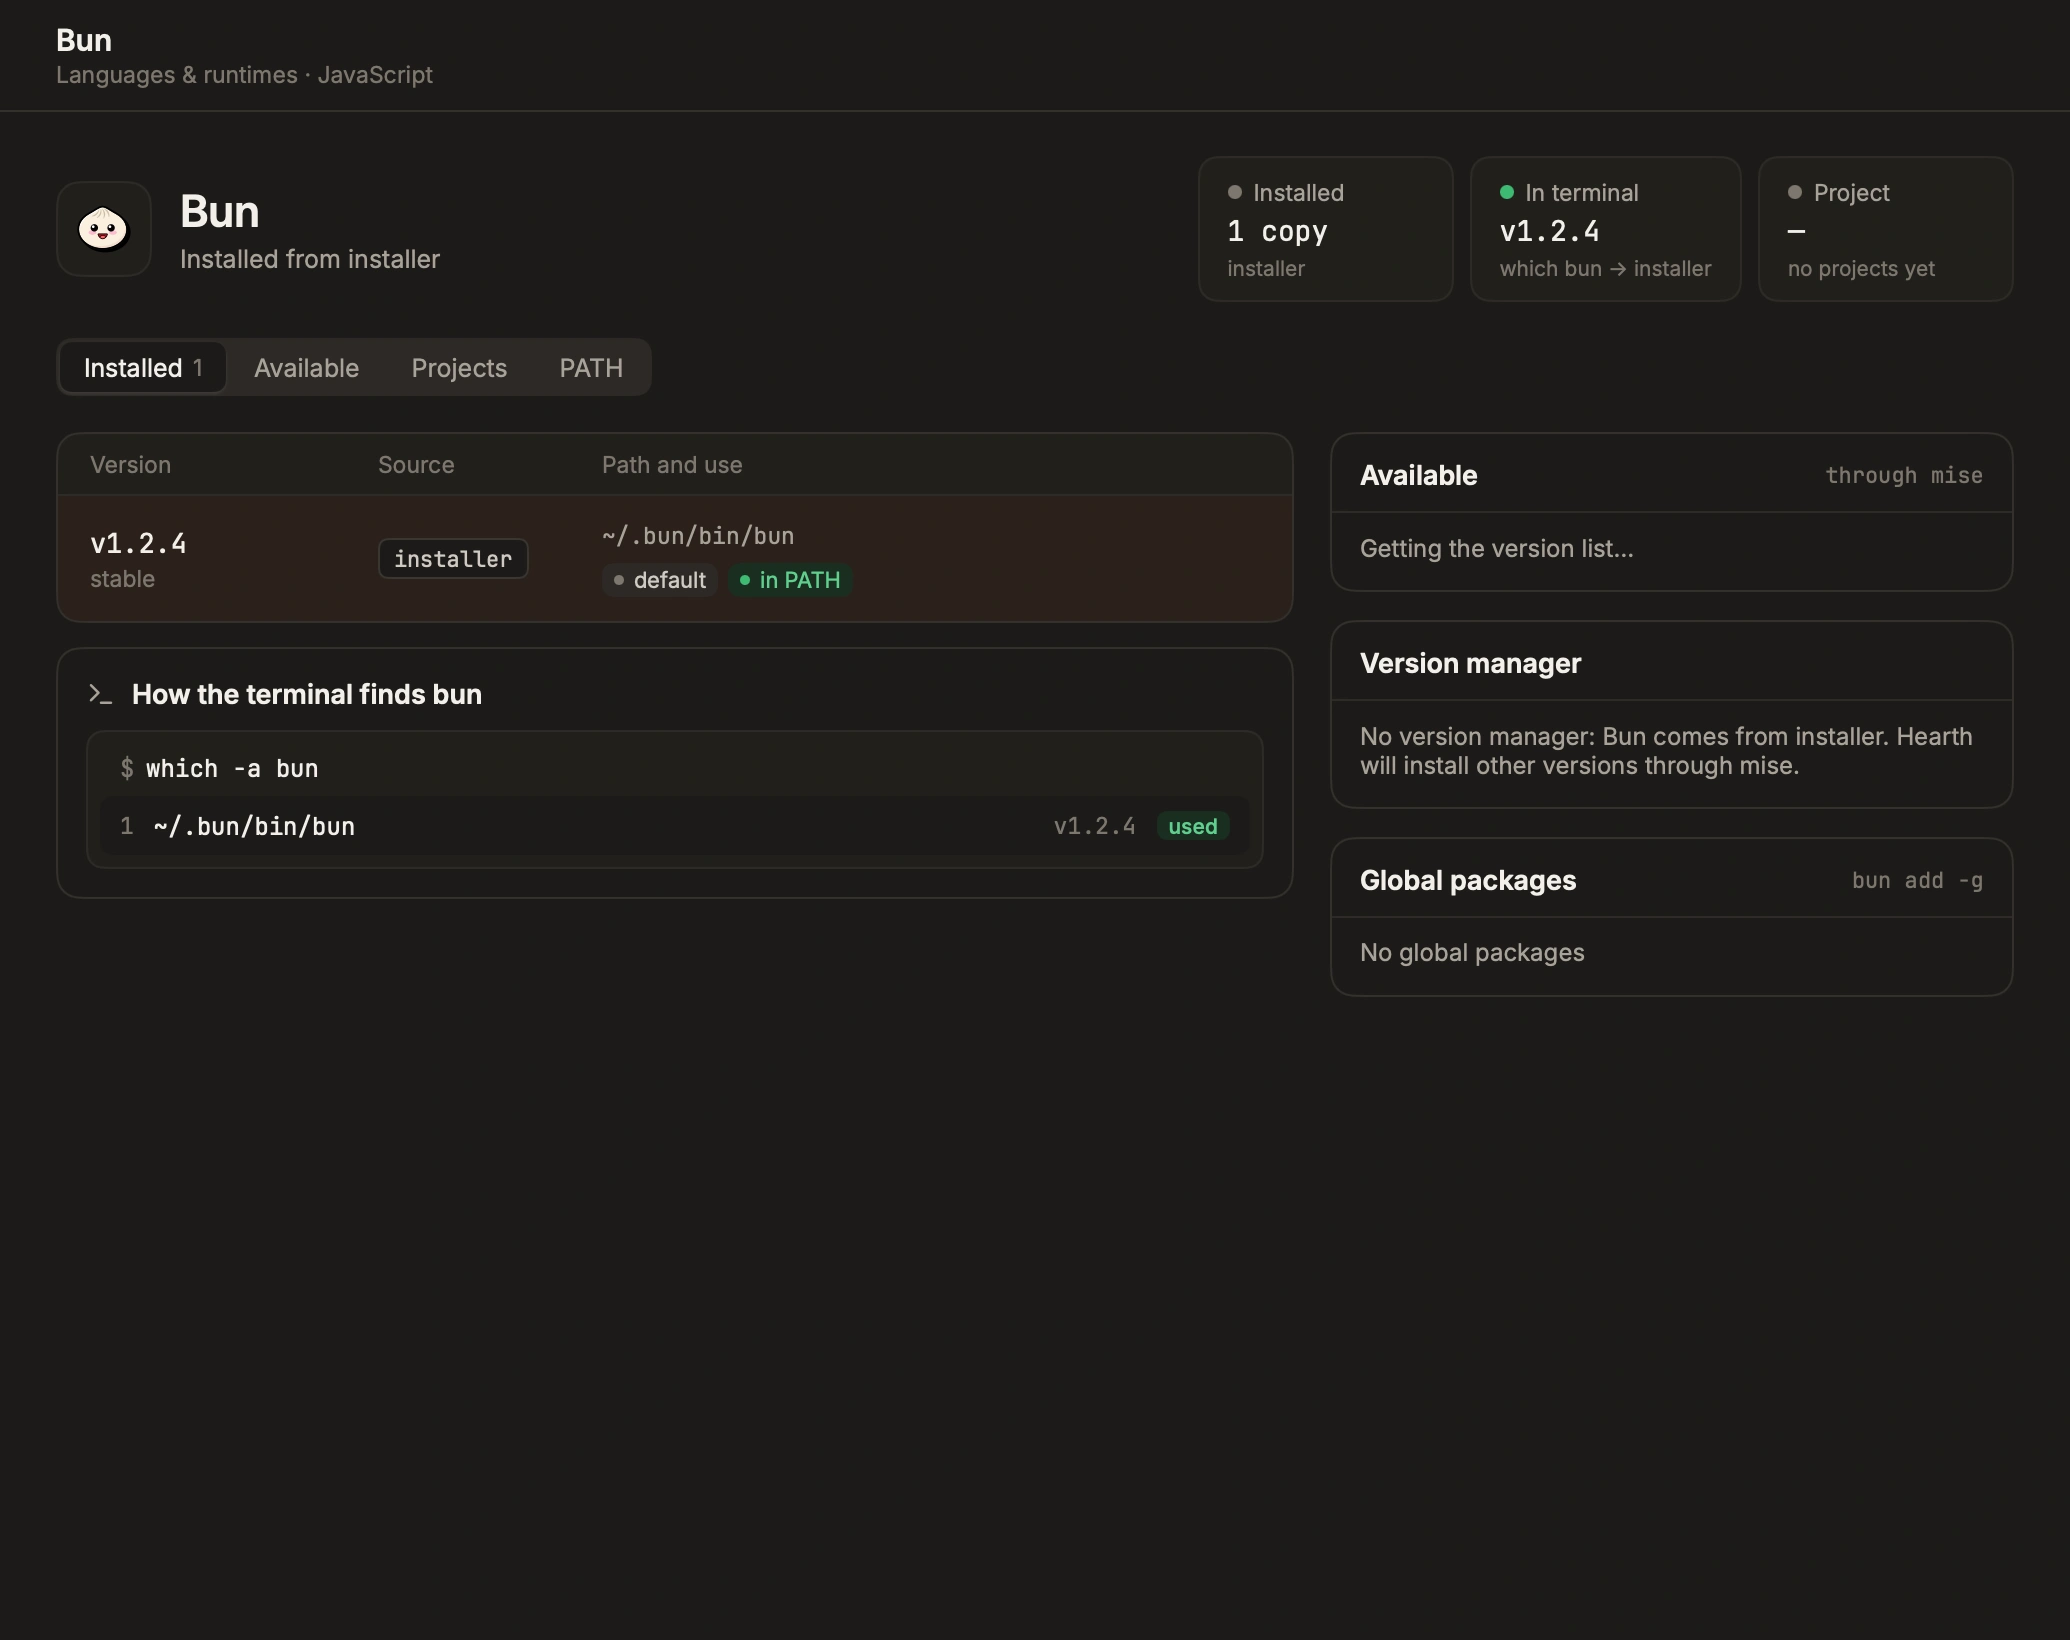 Bun
Languages & runtimes · JavaScript
Bun
Installed from installer
Installed
1 copy
installer
In terminal
v1.2.4
which bun → installer
Project
—
no projects yet
Installed 1
Available
Projects
PATH
Version
Source
Path and use
v1.2.4
stable
installer
~/.bun/bin/bun
default
in PATH
How the terminal finds bun
$ which -a bun
1 ~/.bun/bin/bun v1.2.4 used
Available
through mise
Getting the version list...
Version manager
No version manager: Bun comes from installer. Hearth
will install other versions through mise.
Global packages
bun add -g
No global packages